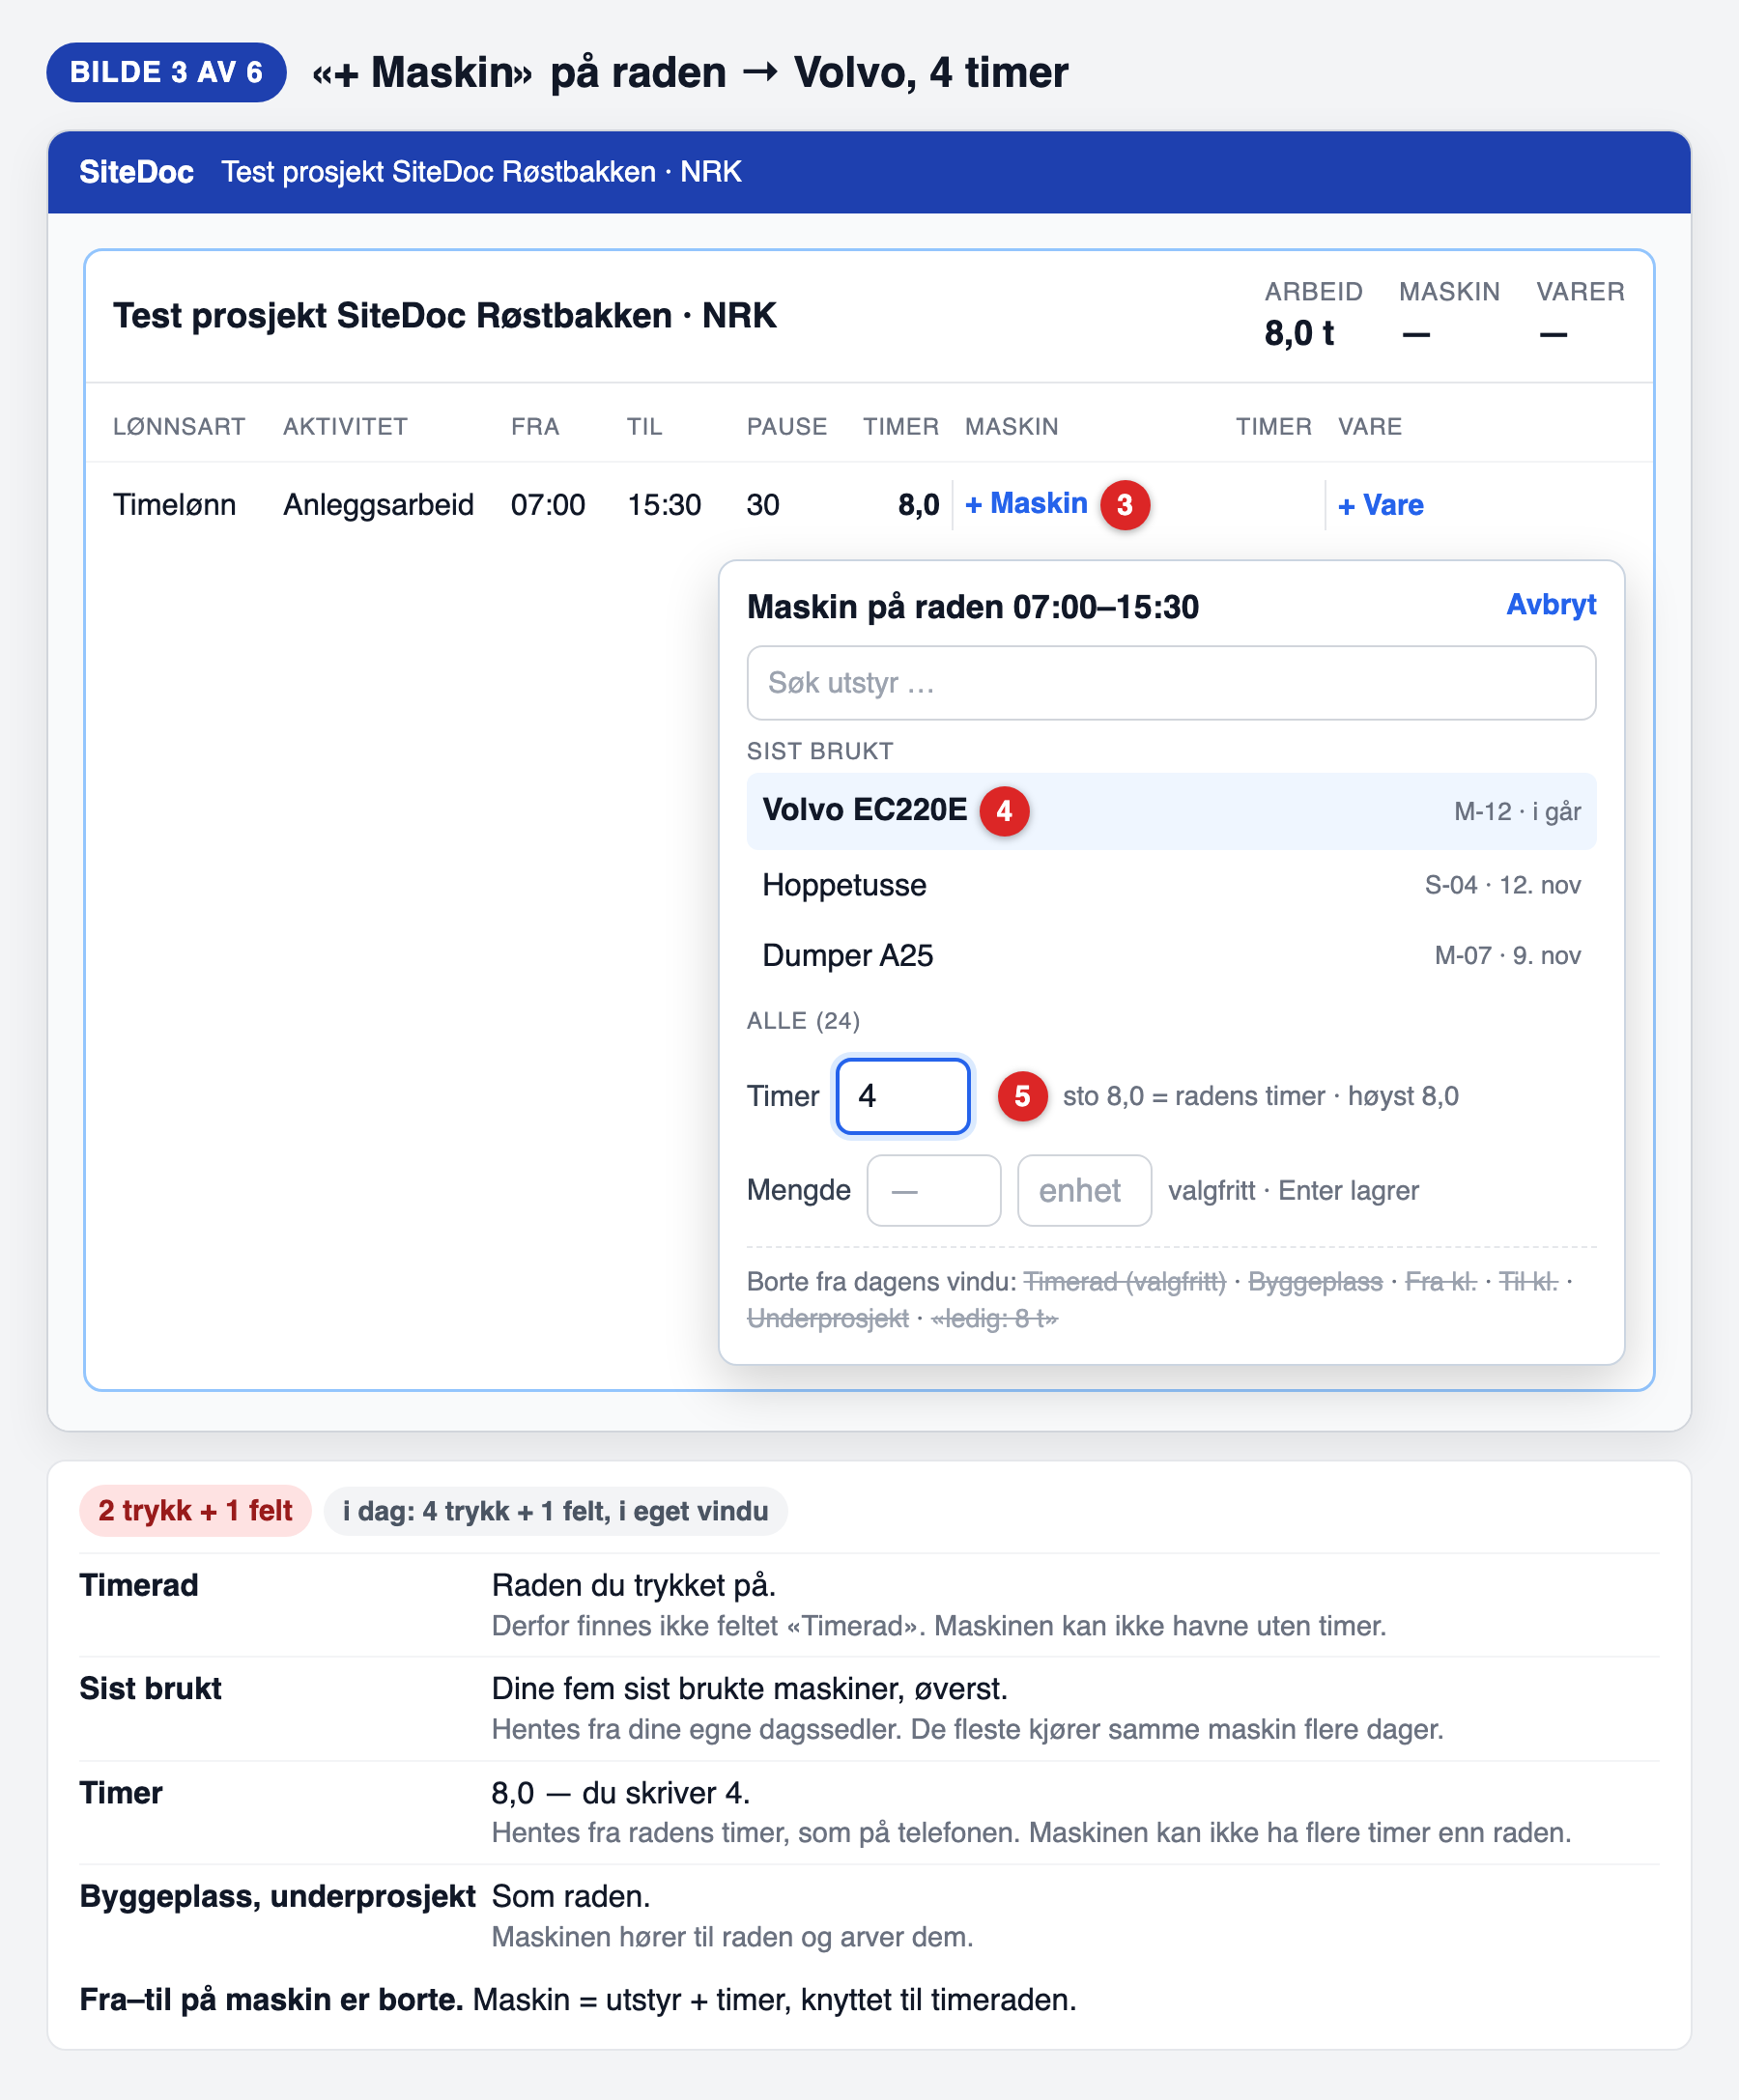 BILDE 3 AV 6 «+ Maskin» på raden → Volvo, 4 timer
SiteDoc Test prosjekt SiteDoc Røstbakken · NRK
Test prosjekt SiteDoc Røstbakken · NRK
ARBEID MASKIN VARER
8,0 t — —
LØNNSART AKTIVITET FRA TIL PAUSE TIMER MASKIN TIMER VARE
Timelønn Anleggsarbeid 07:00 15:30 30 8,0 + Maskin 3 + Vare
Maskin på raden 07:00–15:30 Avbryt
Søk utstyr …
SIST BRUKT
Volvo EC220E 4 M-12 · i går
Hoppetusse S-04 · 12. nov
Dumper A25 M-07 · 9. nov
ALLE (24)
Timer 4 5 sto 8,0 = radens timer · høyst 8,0
Mengde — enhet valgfritt · Enter lagrer
Borte fra dagens vindu: Timerad (valgfritt) · Byggeplass · Fra kl. · Til kl. ·
Underprosjekt · «ledig: 8 t»
2 trykk + 1 felt i dag: 4 trykk + 1 felt, i eget vindu
Timerad Raden du trykket på.
Derfor finnes ikke feltet «Timerad». Maskinen kan ikke havne uten timer.
Sist brukt Dine fem sist brukte maskiner, øverst.
Hentes fra dine egne dagssedler. De fleste kjører samme maskin flere dager.
Timer 8,0 — du skriver 4.
Hentes fra radens timer, som på telefonen. Maskinen kan ikke ha flere timer enn raden.
Byggeplass, underprosjekt Som raden.
Maskinen hører til raden og arver dem.
Fra–til på maskin er borte. Maskin = utstyr + timer, knyttet til timeraden.